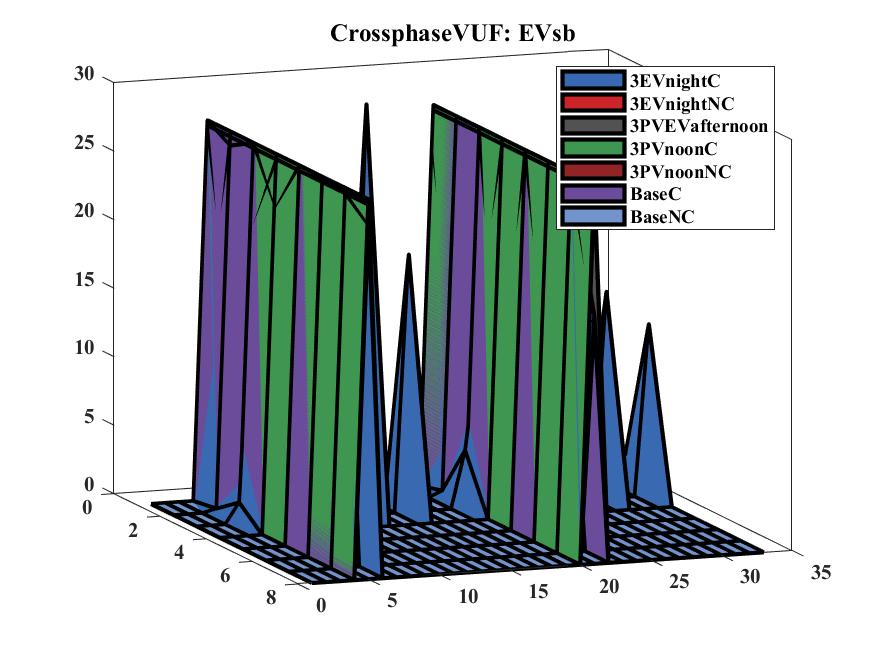 CrossphaseVUF: EVsb
3EVnightC
3EVnightNC
3PVEVafternoon
3PVnoonC
3PVnoonNC
BaseC
BaseNC
30
25
20
15
10
5
0
0
2
4
6
8
0
5
10
15
20
25
30
35